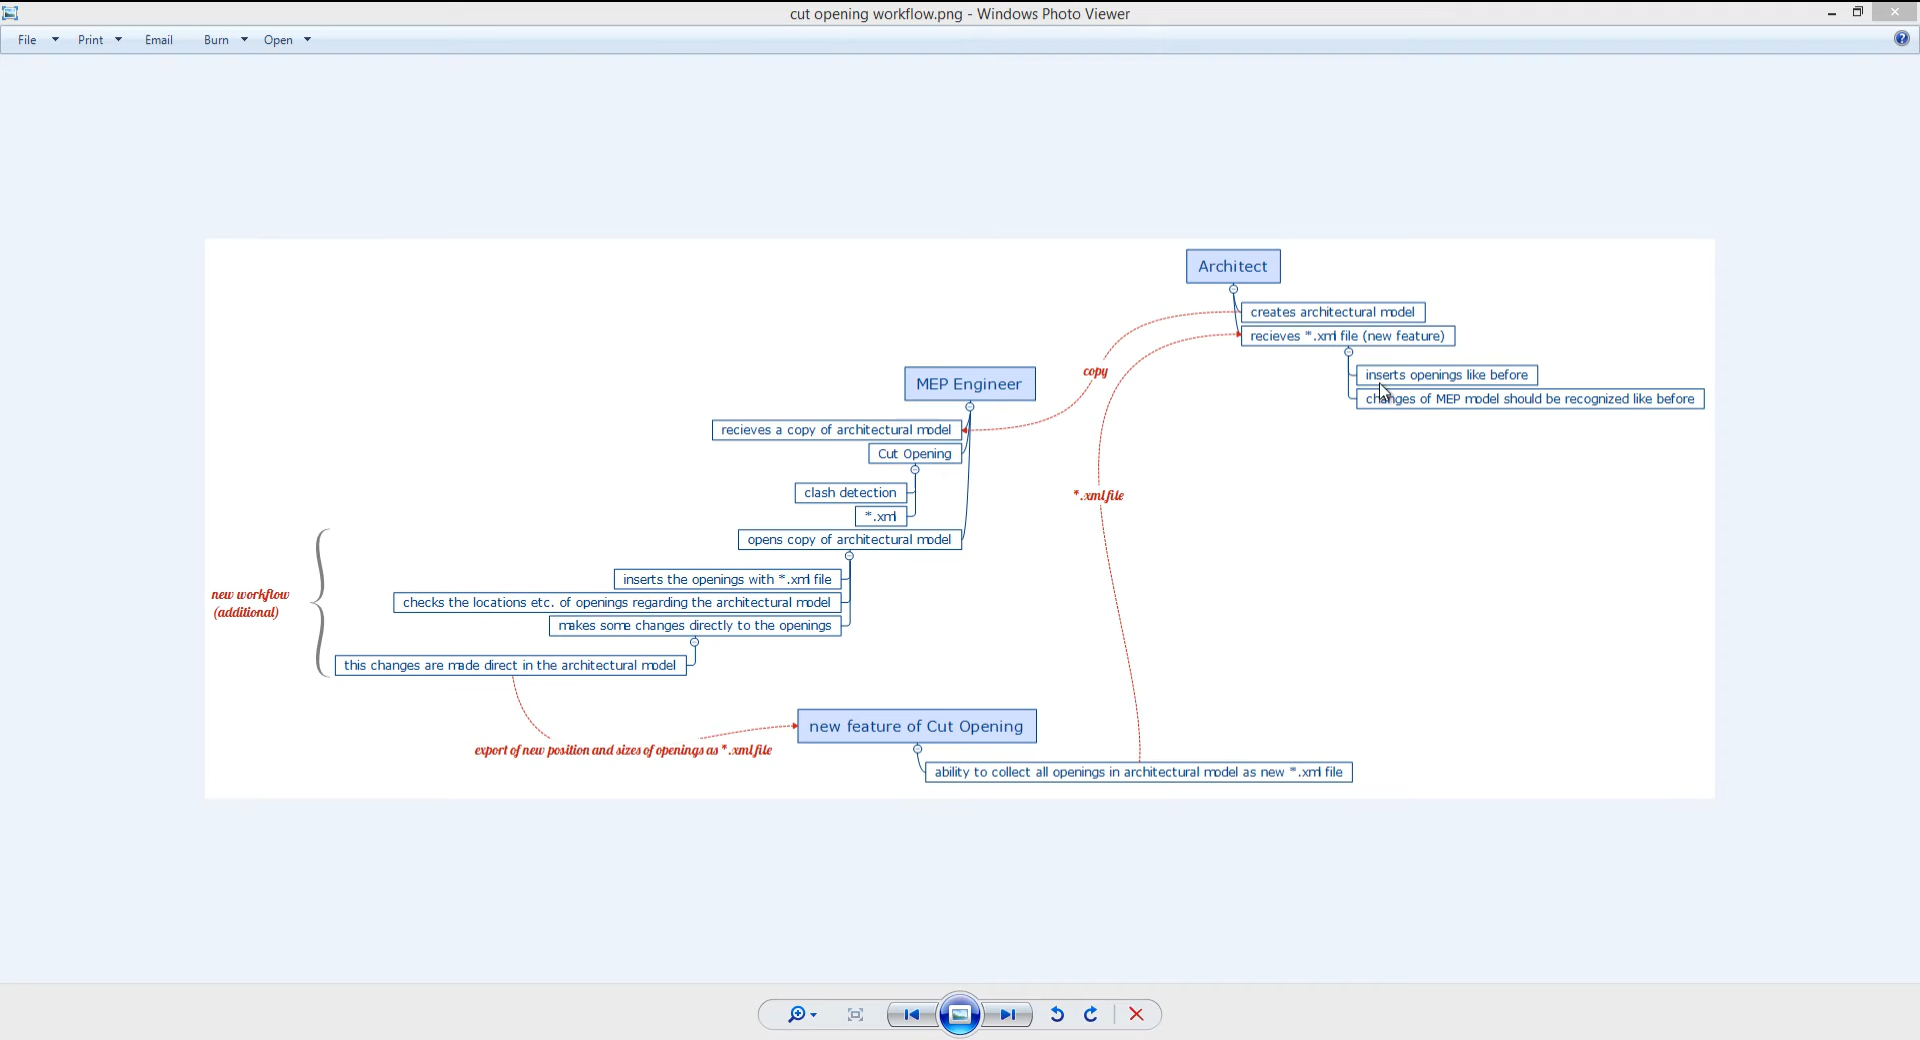 cut opening workflow.png - Windows Photo Viewer
File Print Email Burn Open
Architect
creates architectural model
recieves *.xml file (new feature)
inserts openings like before
changes of MEP model should be recognized like before
copy
MEP Engineer
recieves a copy of architectural model
Cut Opening
clash detection
*.xml
opens copy of architectural model
*.xml file
inserts the openings with *.xml file
checks the locations etc. of openings regarding the architectural model
makes some changes directly to the openings
this changes are made direct in the architectural model
new workflow
(additional)
export of new position and sizes of openings as *.xml file
new feature of Cut Opening
ability to collect all openings in architectural model as new *.xml file